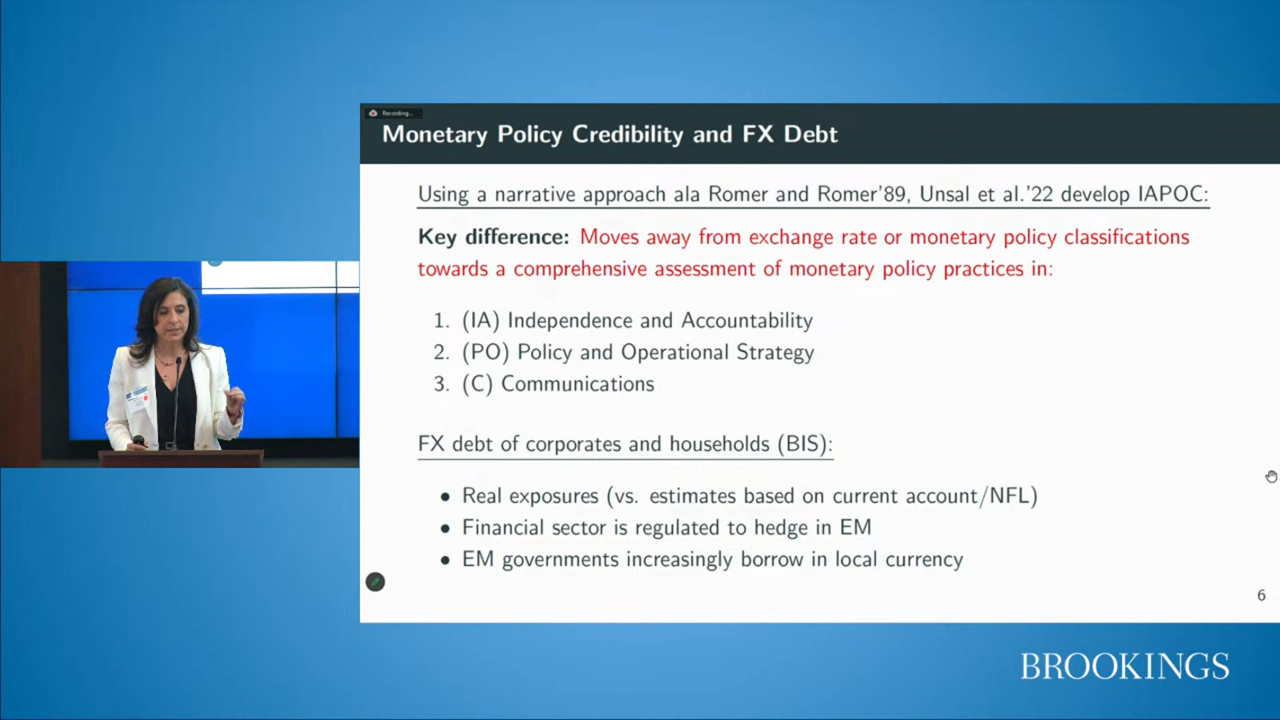 Recording...
Monetary Policy Credibility and FX Debt
Using a narrative approach ala Romer and Romer'89, Unsal et al.'22 develop IAPOC:
Key difference: Moves away from exchange rate or monetary policy classifications
towards a comprehensive assessment of monetary policy practices in:
1. (IA) Independence and Accountability
2. (PO) Policy and Operational Strategy
3. (C) Communications
FX debt of corporates and households (BIS):
• Real exposures (vs. estimates based on current account/NFL)
• Financial sector is regulated to hedge in EM
• EM governments increasingly borrow in local currency
6
BROOKINGS